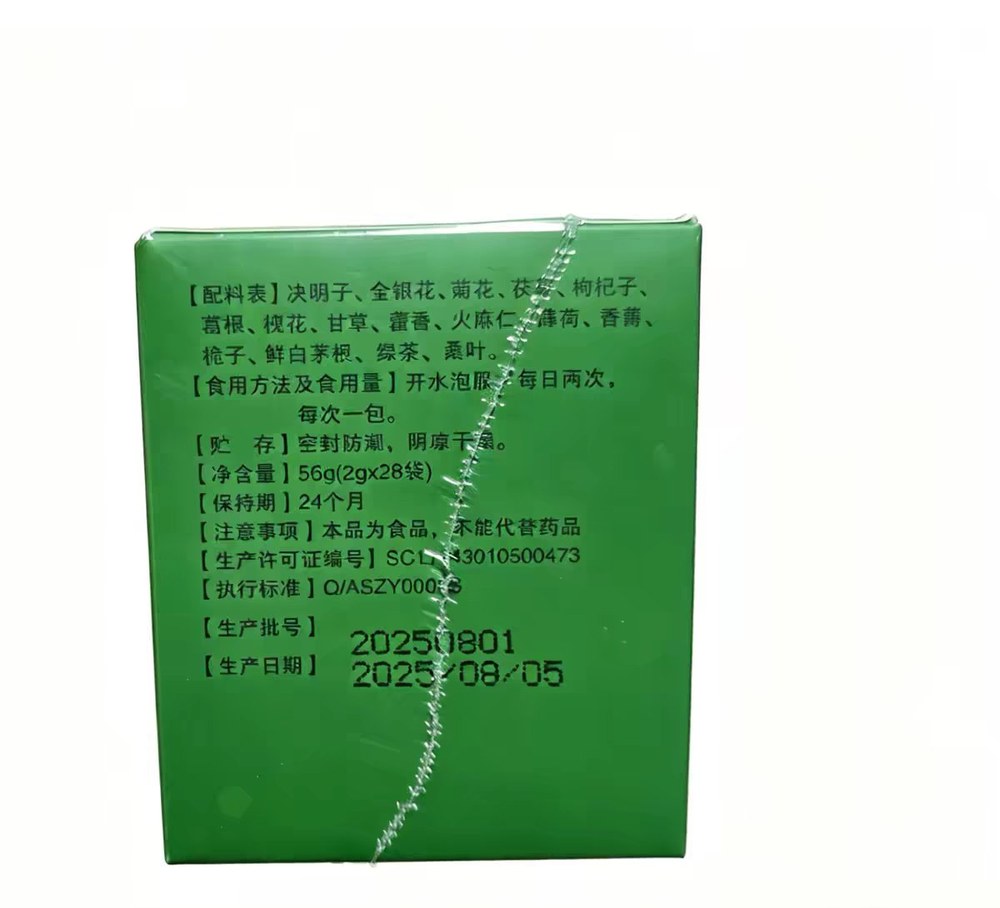 【配料表】决明子、金银花、菊花、茯、枸杞子、
葛根、槐花、甘草、藿香、火麻仁、薄荷、香薷、
栀子、鲜白茅根、绿茶、桑叶。
【食用方法及食用量】开水泡服，每日两次，
每次一包。
【贮 存】密封防潮、阴凉干燥。
【净含量】56g(2gx28袋)
【保持期】24个月
【注意事项】本品为食品，不能代替药品
【生产许可证编号】SC 43010500473
【执行标准】Q/ASZY000
【生产批号】 20250801
【生产日期】 2025/08/05